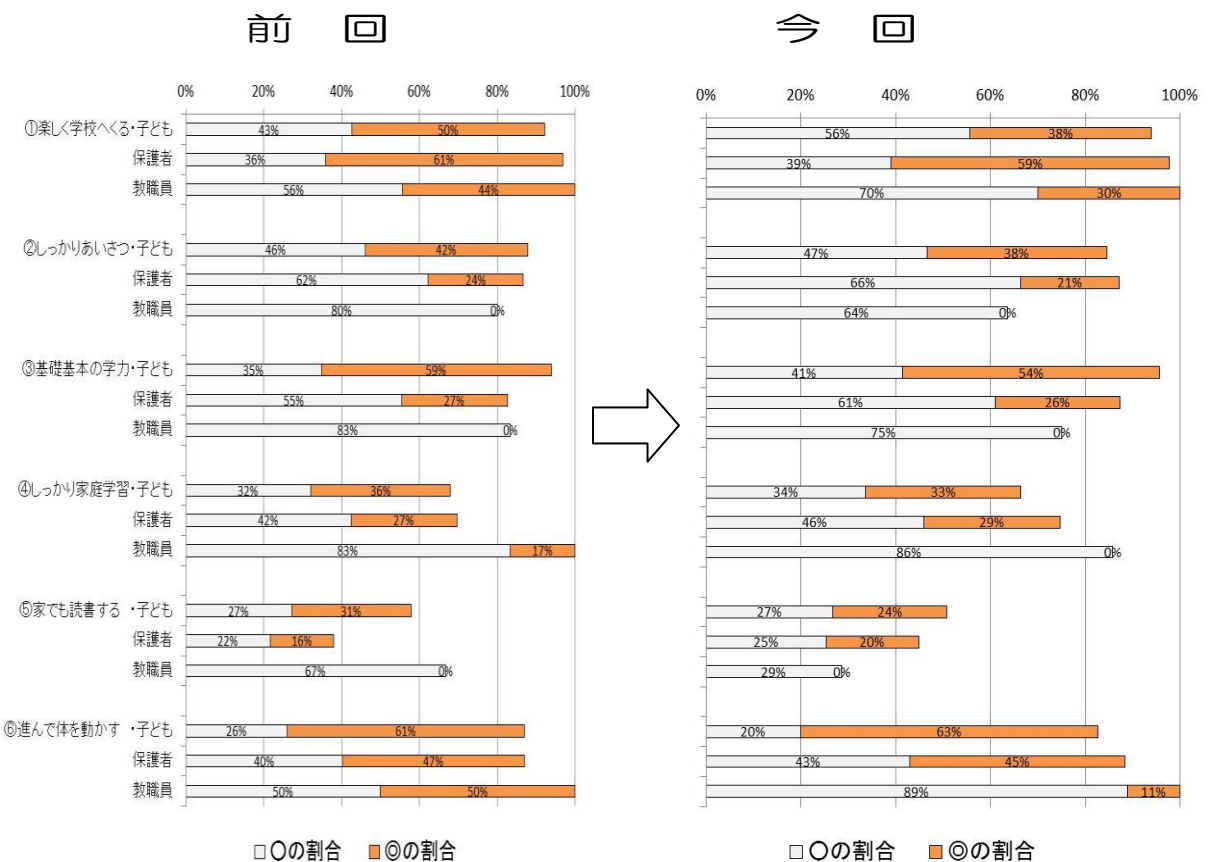 前 回
0% 20% 40% 60% 80% 100%
①楽しく学校へくる・子ども 43% 50%
保護者 36% 61%
教職員 56% 44%
②しっかりあいさつ・子ども 46% 42%
保護者 62% 24%
教職員 80% 0%
③基礎基本の学力・子ども 35% 59%
保護者 55% 27%
教職員 83% 0%
④しっかり家庭学習・子ども 32% 36%
保護者 42% 27%
教職員 83% 17%
⑤家でも読書する ・子ども 27% 31%
保護者 22% 16%
教職員 67% 0%
⑥進んで体を動かす ・子ども 26% 61%
保護者 40% 47%
教職員 50% 50%
〇の割合 ◎の割合
今 回
0% 20% 40% 60% 80% 100%
56% 38%
39% 59%
70% 30%
47% 38%
66% 21%
64% 0%
41% 54%
61% 26%
75% 0%
34% 33%
46% 29%
86% 0%
27% 24%
25% 20%
29% 0%
20% 63%
43% 45%
89% 11%
〇の割合 ◎の割合